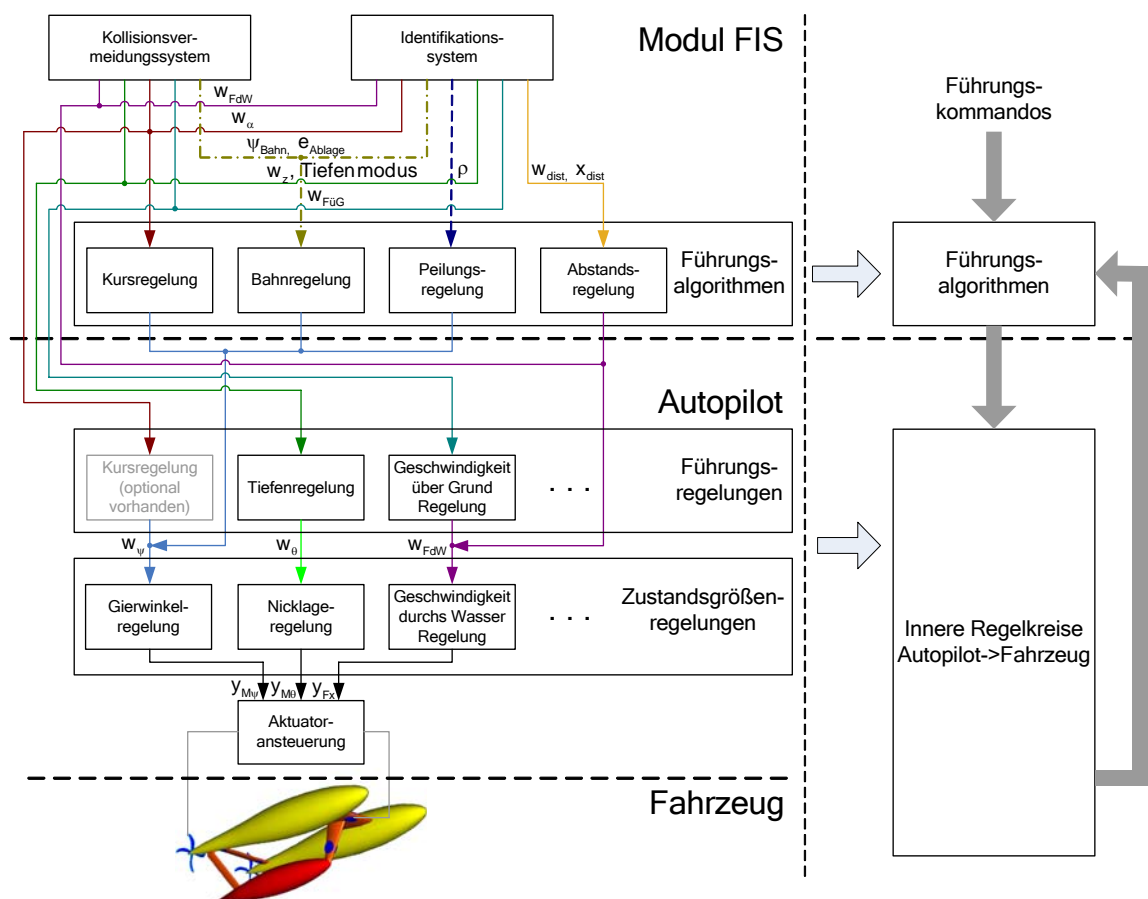 Kollisionsver-
meidungssystem
Identifikations-
system
Modul FIS
w_FdW
w_α
ψ_Bahn, e_Ablage
w_z, Tiefenmodus
w_FüG
ρ
w_dist, x_dist
Kursregelung
Bahnregelung
Peilungs-
regelung
Abstands-
regelung
Führungs-
algorithmen
Autopilot
Kursregelung
(optional
vorhanden)
Tiefenregelung
Geschwindigkeit
über Grund
Regelung
. . .
Führungs-
regelungen
w_ψ
w_θ
w_FdW
Gierwinkel-
regelung
Nicklage-
regelung
Geschwindigkeit
durchs Wasser
Regelung
. . .
Zustandsgrößen-
regelungen
y_Mψ
y_Mθ
y_Fx
Aktuator-
ansteuerung
Fahrzeug
Führungs-
kommandos
Führungs-
algorithmen
Innere Regelkreise
Autopilot->Fahrzeug